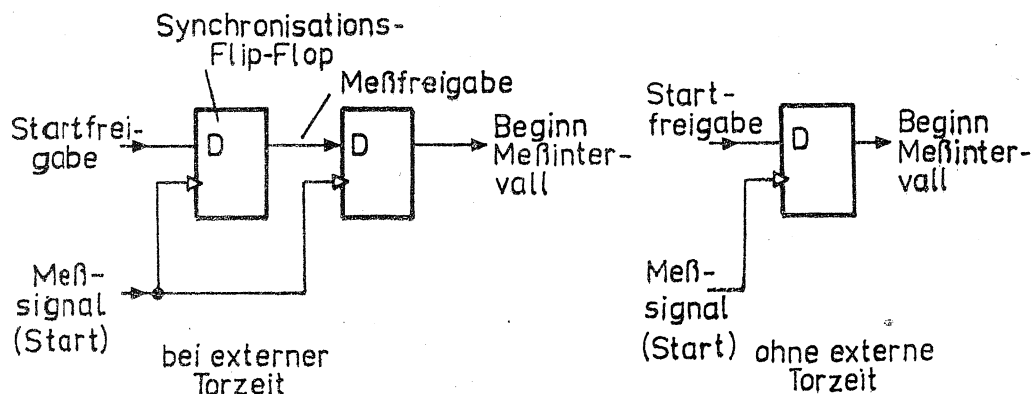 Synchronisations-
Flip-Flop
Meßfreigabe
Startfrei-
gabe
D
D
Beginn
Meßinter-
vall
Meß-
signal
(Start)
bei externer
Torzeit
Start-
freigabe
D
Beginn
Meßinter-
vall
Meß-
signal
(Start)
ohne externe
Torzeit